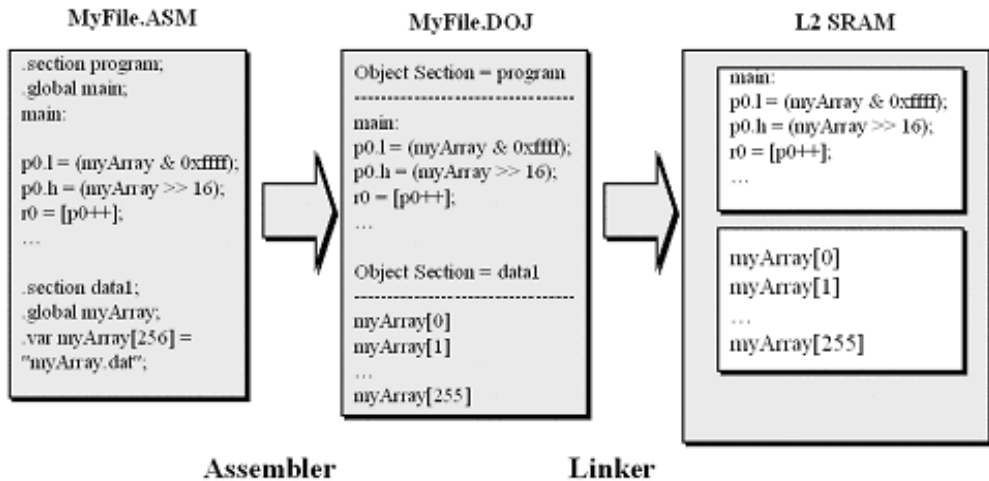 MyFile.ASM
.section program;
.global main;
main:
p0.l = (myArray & 0xffff);
p0.h = (myArray >> 16);
r0 = [p0++];
…
.section data1;
.global myArray;
.var myArray[256] =
"myArray.dat";
MyFile.DOJ
Object Section = program
--------------------------------
main:
p0.l = (myArray & 0xffff);
p0.h = (myArray >> 16);
r0 = [p0++];
…
Object Section = data1
--------------------------------
myArray[0]
myArray[1]
…
myArray[255]
L2 SRAM
main:
p0.l = (myArray & 0xffff);
p0.h = (myArray >> 16);
r0 = [p0++];
…
myArray[0]
myArray[1]
…
myArray[255]
Assembler
Linker